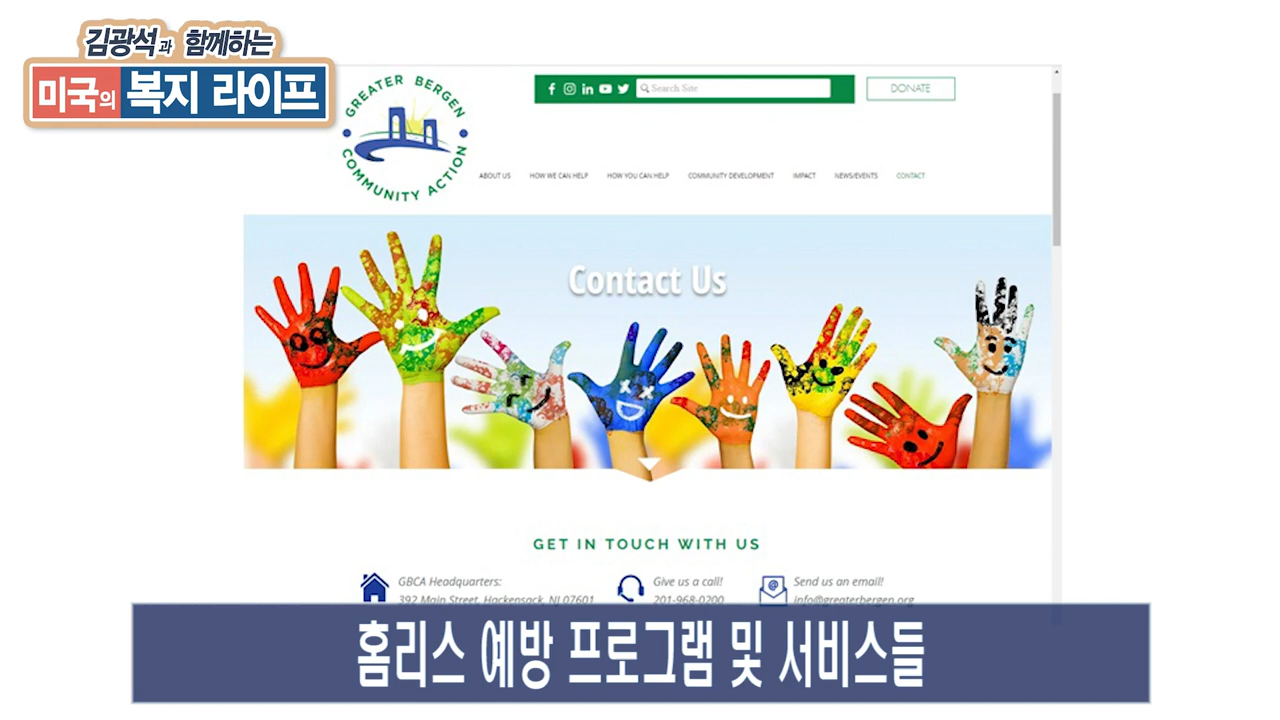 김광석과 함께하는
미국의 복지 라이프
GREATER BERGEN
COMMUNITY ACTION
Search Site
DONATE
ABOUT US
HOW WE CAN HELP
HOW YOU CAN HELP
COMMUNITY DEVELOPMENT
IMPACT
NEWS/EVENTS
CONTACT
Contact Us
GET IN TOUCH WITH US
GBCA Headquarters:
392 Main Street, Hackensack, NJ 07601
Give us a call!
201-968-0200
Send us an email!
info@greaterbergen.org
홈리스 예방 프로그램 및 서비스들